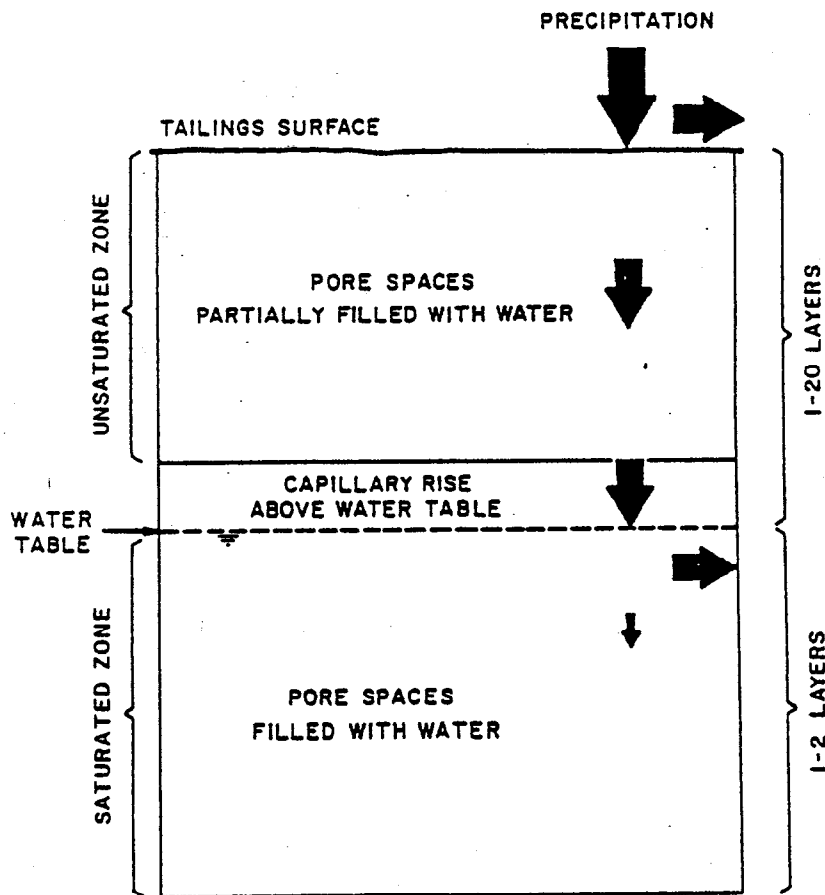 PRECIPITATION
TAILINGS SURFACE
UNSATURATED ZONE
PORE SPACES
PARTIALLY FILLED WITH WATER
1-20 LAYERS
CAPILLARY RISE
ABOVE WATER TABLE
WATER
TABLE
SATURATED ZONE
PORE SPACES
FILLED WITH WATER
1-2 LAYERS